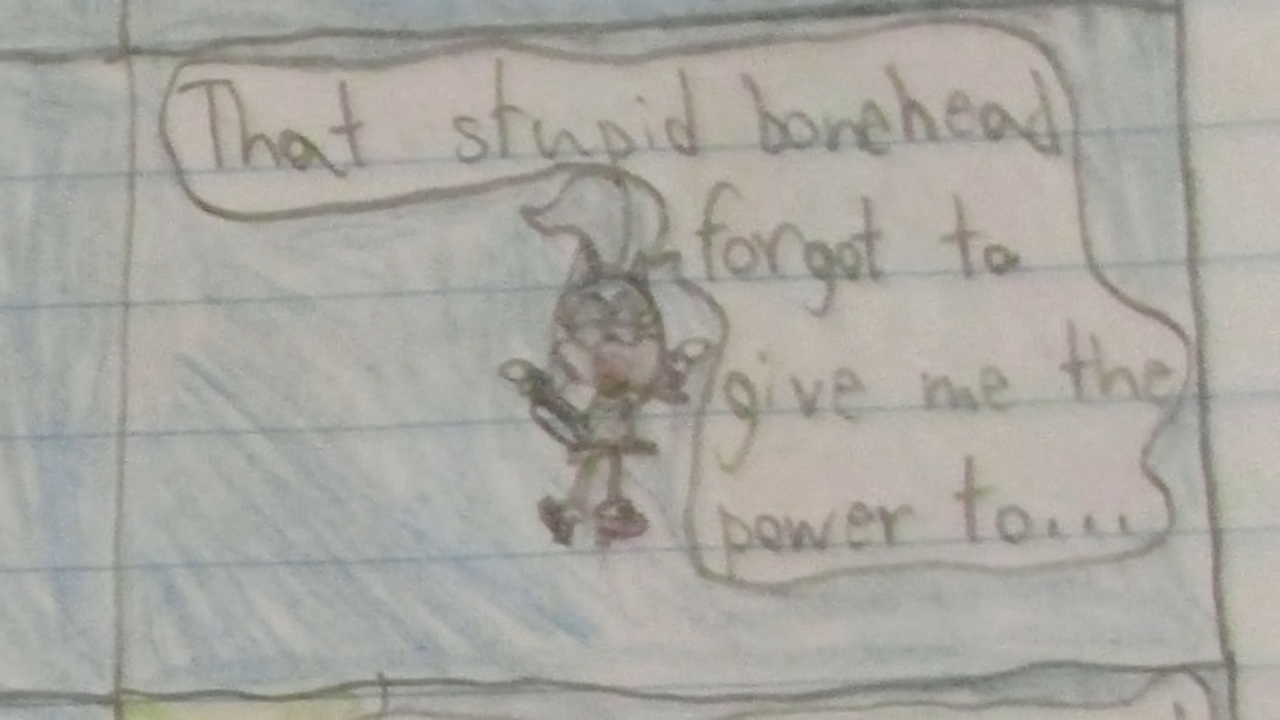 That stupid bonehead
forgot to
give me the
power to....